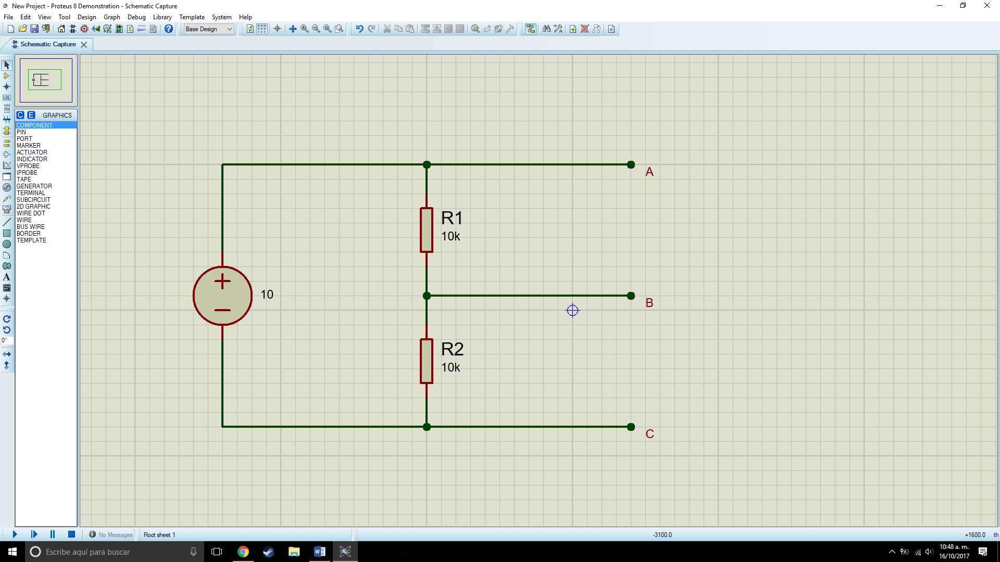 New Project - Proteus 8 Demonstration - Schematic Capture
File Edit View Tool Design Graph Debug Library Template System Help
Base Design
Schematic Capture
C E GRAPHICS
COMPONENT
PIN
PORT
MARKER
ACTUATOR
INDICATOR
VPROBE
IPROBE
TAPE
GENERATOR
TERMINAL
SUBCIRCUIT
2D GRAPHIC
WIRE DOT
WIRE
BUS WIRE
BORDER
TEMPLATE
LBL
A
S
0°
A
R1
10k
10
B
R2
10k
C
No Messages
Root sheet 1
-3100.0
+1600.0
th
Escribe aquí para buscar
10:48 a. m.
16/10/2017